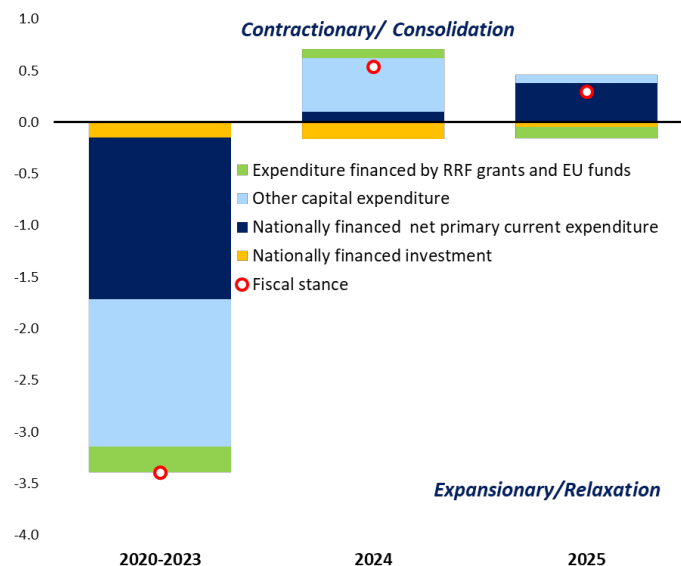 1.0
Contractionary/ Consolidation
0.5
0.0
-0.5
Expenditure financed by RRF grants and EU funds
Other capital expenditure
-1.0
Nationally financed  net primary current expenditure
Nationally financed investment
-1.5
Fiscal stance
-2.0
-2.5
-3.0
-3.5
Expansionary/Relaxation
-4.0
2020-2023 2024 2025